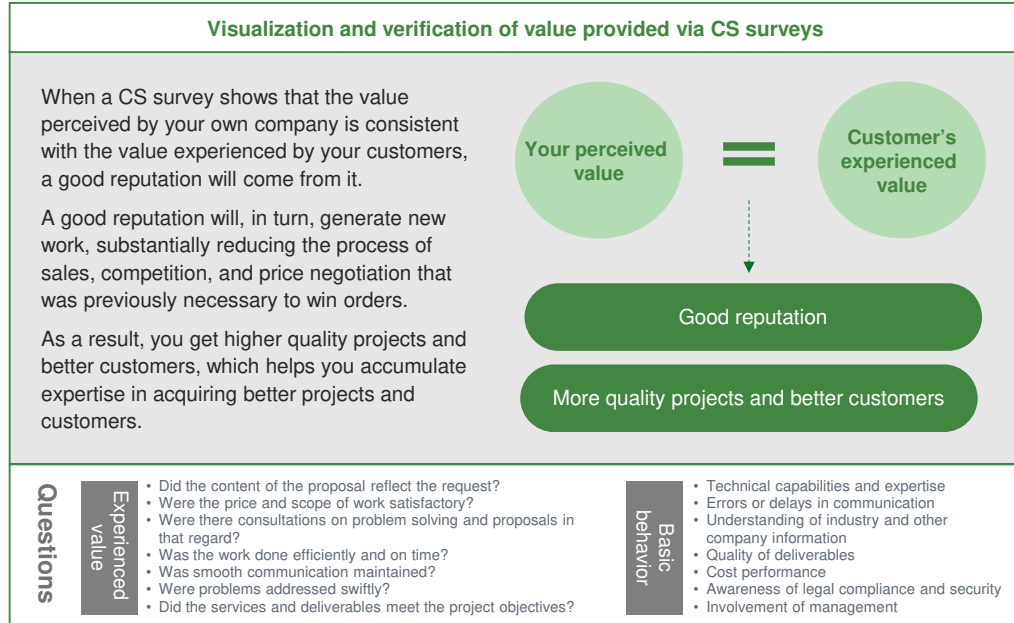 Visualization and verification of value provided via CS surveys
When a CS survey shows that the value
perceived by your own company is consistent
with the value experienced by your customers,
a good reputation will come from it.
A good reputation will, in turn, generate new
work, substantially reducing the process of
sales, competition, and price negotiation that
was previously necessary to win orders.
As a result, you get higher quality projects and
better customers, which helps you accumulate
expertise in acquiring better projects and
customers.
Your perceived
value
=
Customer's
experienced
value
Good reputation
More quality projects and better customers
Questions
Experienced
value
• Did the content of the proposal reflect the request?
• Were the price and scope of work satisfactory?
• Were there consultations on problem solving and proposals in
that regard?
• Was the work done efficiently and on time?
• Was smooth communication maintained?
• Were problems addressed swiftly?
• Did the services and deliverables meet the project objectives?
Basic
behavior
• Technical capabilities and expertise
• Errors or delays in communication
• Understanding of industry and other
company information
• Quality of deliverables
• Cost performance
• Awareness of legal compliance and security
• Involvement of management